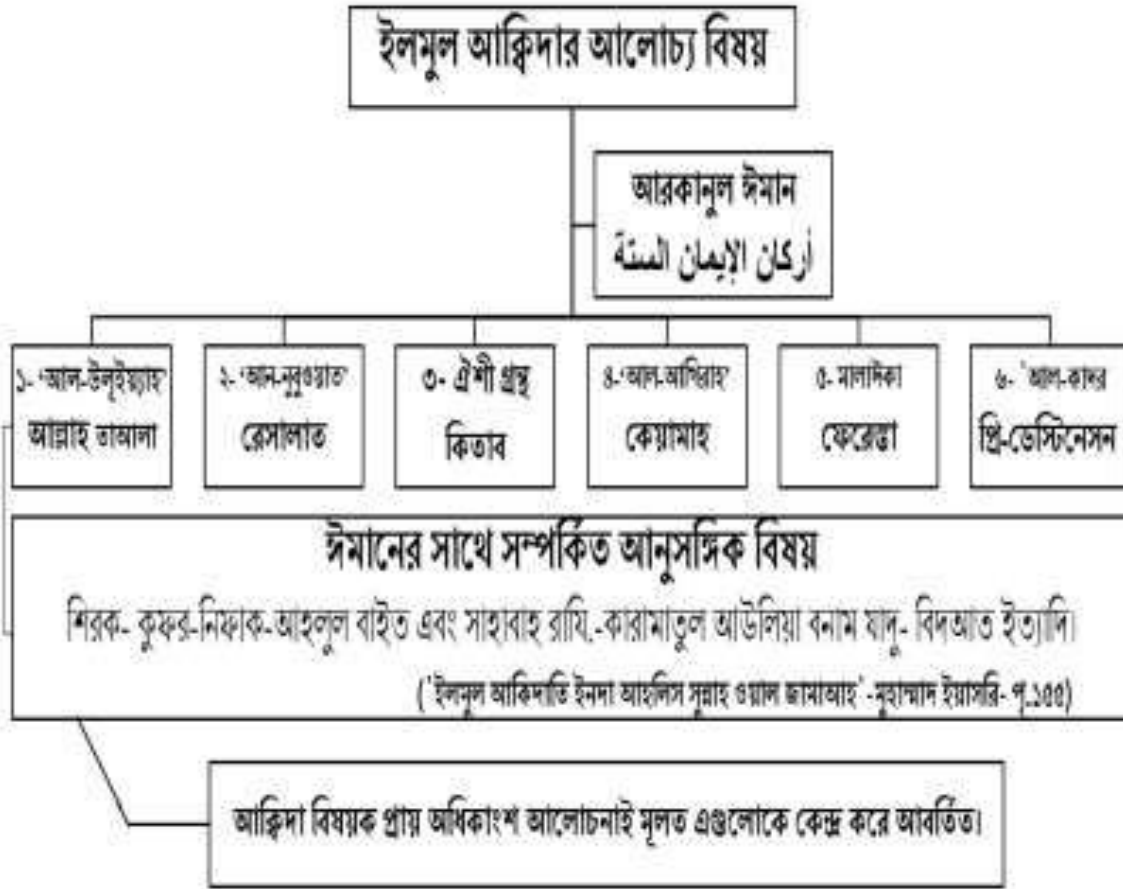 ইলমুল আক্বিদার আলোচ্য বিষয়
আরকানুল ঈমান
أركان الإيمان الستة
১- ‘আল-উলূইয়্যাহ’
আল্লাহ তাআলা
২- ‘আন-নুবুওয়াত’
রেসালাত
৩- ঐশী গ্রন্থ
কিতাব
৪-‘আল-আখিরাহ’
কেয়ামাহ
৫- মালাঈকা
ফেরেস্তা
৬- ‘আল-কাদর
প্রি-ডেস্টিনেসন
ঈমানের সাথে সম্পর্কিত আনুসঙ্গিক বিষয়
শিরক- কুফর-নিফাক-আহলুল বাইত এবং সাহাবাহ রাযি.-কারামাতুল আউলিয়া বনাম যাদু- বিদআত ইত্যাদি।
(‘ইলমুল আকিদাতি ইনদা আহলিস সুন্নাহ ওয়াল জামাআহ’-মুহাম্মাদ ইয়াসরি- পৃ.১৫৫)
আক্বিদা বিষয়ক প্রায় অধিকাংশ আলোচনাই মূলত এগুলোকে কেন্দ্র করে আবর্তিত।